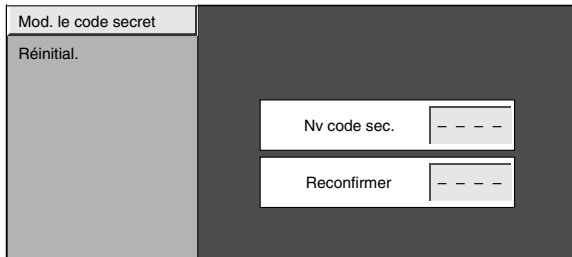 Mod. le code secret
Réinitial.
Nv code sec. – – – –
Reconfirmer – – – –